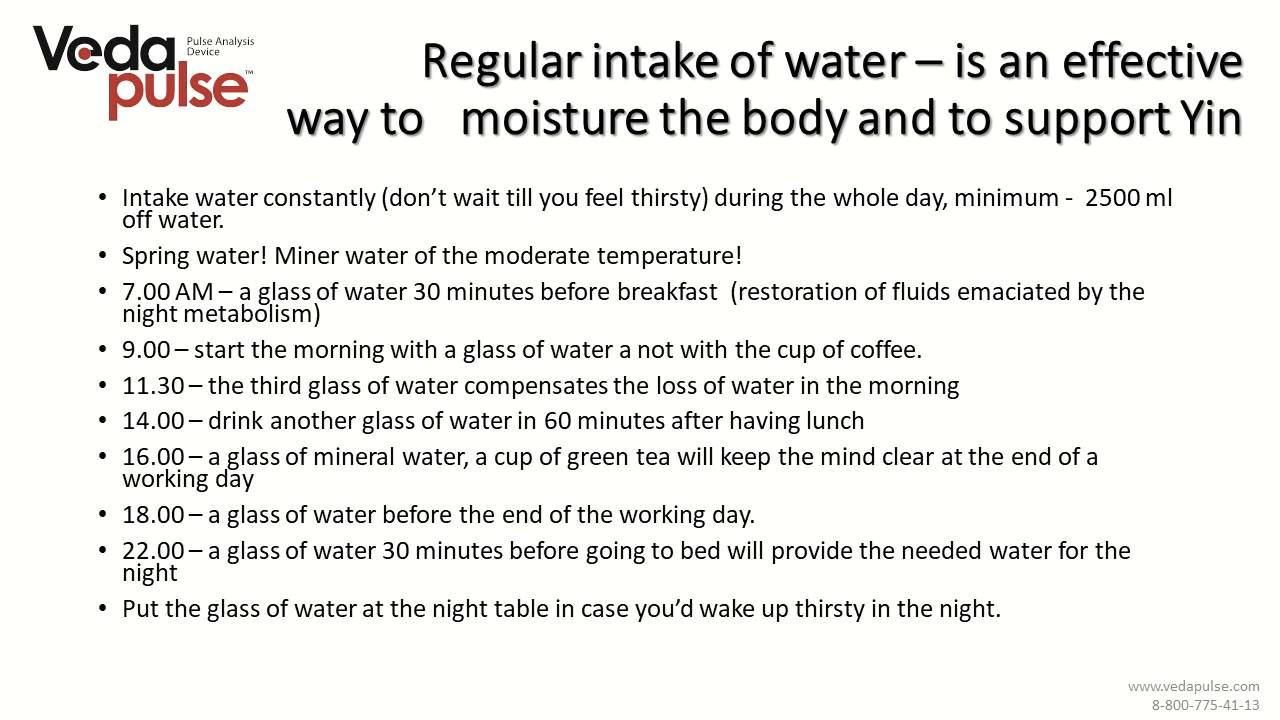 Veda
pulse™
Pulse Analysis
Device
Regular intake of water – is an effective
way to moisture the body and to support Yin
• Intake water constantly (don't wait till you feel thirsty) during the whole day, minimum - 2500 ml
off water.
• Spring water! Miner water of the moderate temperature!
• 7.00 AM – a glass of water 30 minutes before breakfast (restoration of fluids emaciated by the
night metabolism)
• 9.00 – start the morning with a glass of water a not with the cup of coffee.
• 11.30 – the third glass of water compensates the loss of water in the morning
• 14.00 – drink another glass of water in 60 minutes after having lunch
• 16.00 – a glass of mineral water, a cup of green tea will keep the mind clear at the end of a
working day
• 18.00 – a glass of water before the end of the working day.
• 22.00 – a glass of water 30 minutes before going to bed will provide the needed water for the
night
• Put the glass of water at the night table in case you'd wake up thirsty in the night.
www.vedapulse.com
8-800-775-41-13